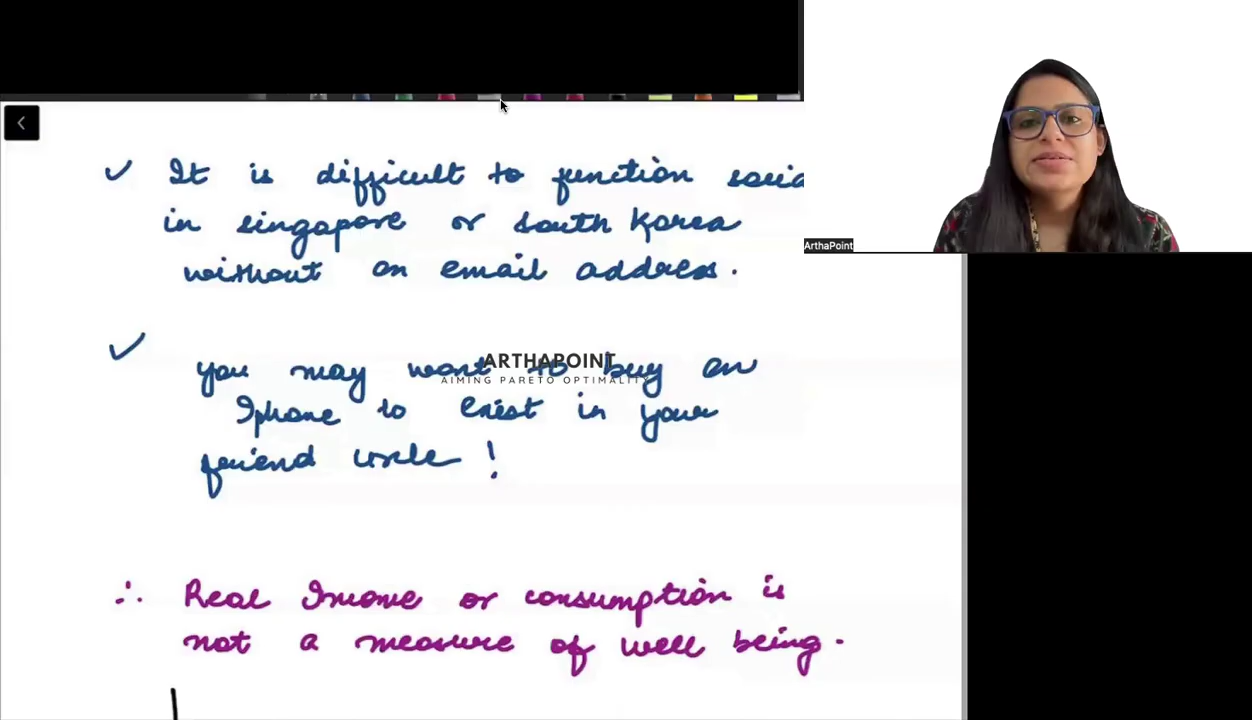 ArthaPoint
It is difficult to function socia
in singapore or south Korea
without an email address.
ARTHAPOINT
AIMING PARETO OPTIMALITY
you may want to buy an
Iphone to exist in your
friend circle !
∴ Real Income or consumption is
not a measure of well being.